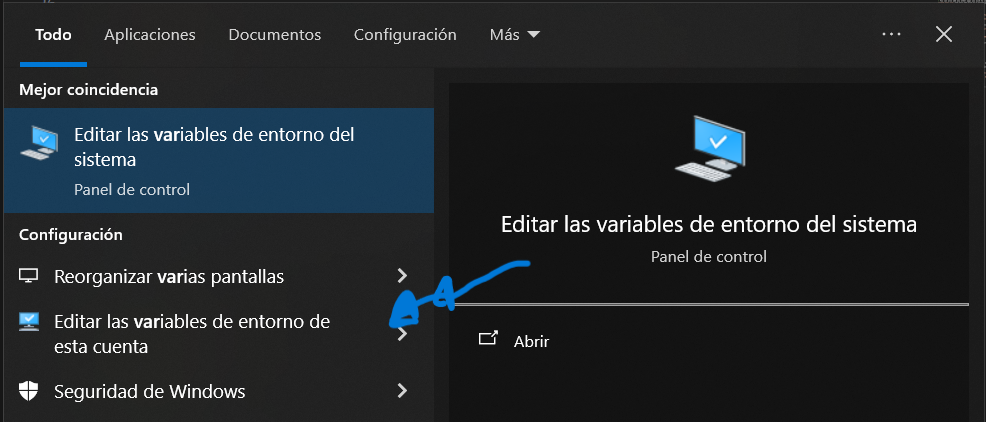 Todo Aplicaciones Documentos Configuración Más
Mejor coincidencia
Editar las variables de entorno del
sistema
Panel de control
Configuración
Reorganizar varias pantallas
Editar las variables de entorno de
esta cuenta
Seguridad de Windows
Editar las variables de entorno del sistema
Panel de control
Abrir